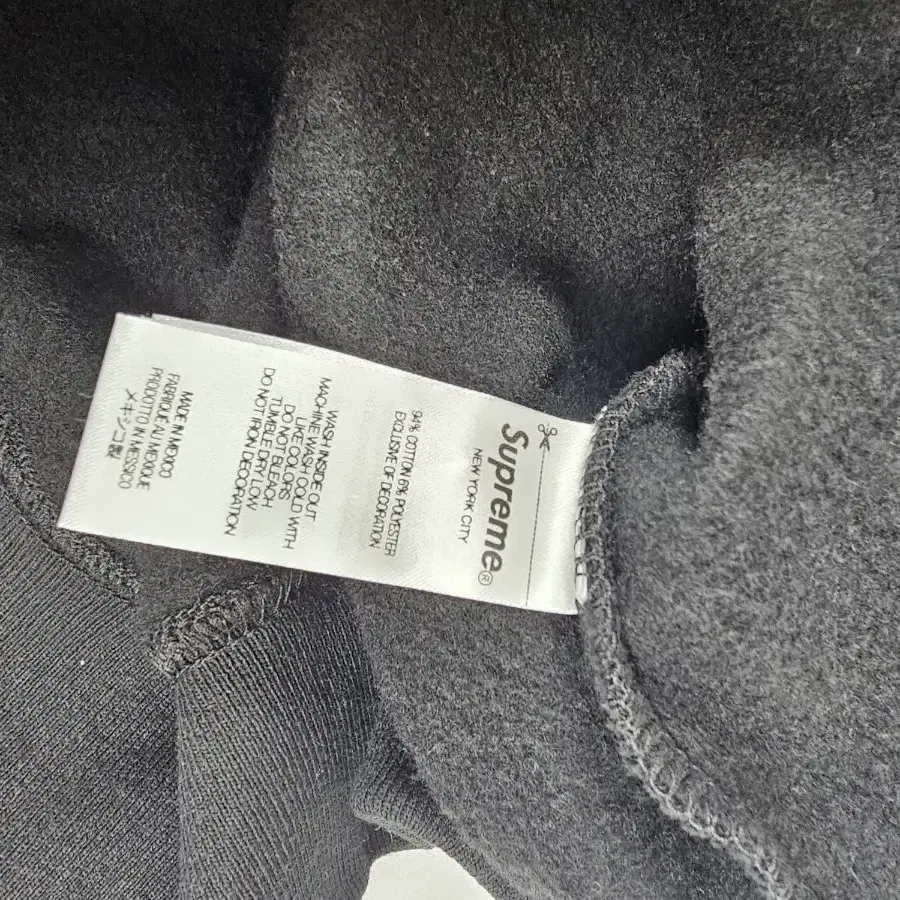 Supreme®
NEW YORK CITY
94% COTTON 6% POLYESTER
EXCLUSIVE OF DECORATION
WASH INSIDE OUT
MACHINE WASH COLD WITH
LIKE COLORS
DO NOT BLEACH
TUMBLE DRY LOW
DO NOT IRON DECORATION
MADE IN MEXICO
FABRIQUÉ AU MEXIQUE
PRODOTTO IN MESSICO
メキシコ製